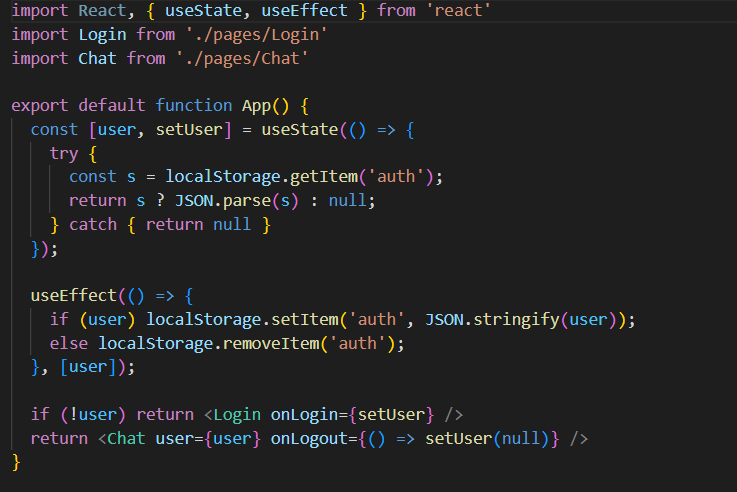 import React, { useState, useEffect } from 'react'
import Login from './pages/Login'
import Chat from './pages/Chat'

export default function App() {
  const [user, setUser] = useState(() => {
    try {
      const s = localStorage.getItem('auth');
      return s ? JSON.parse(s) : null;
    } catch { return null }
  });

  useEffect(() => {
    if (user) localStorage.setItem('auth', JSON.stringify(user));
    else localStorage.removeItem('auth');
  }, [user]);

  if (!user) return <Login onLogin={setUser} />
  return <Chat user={user} onLogout={() => setUser(null)} />
}